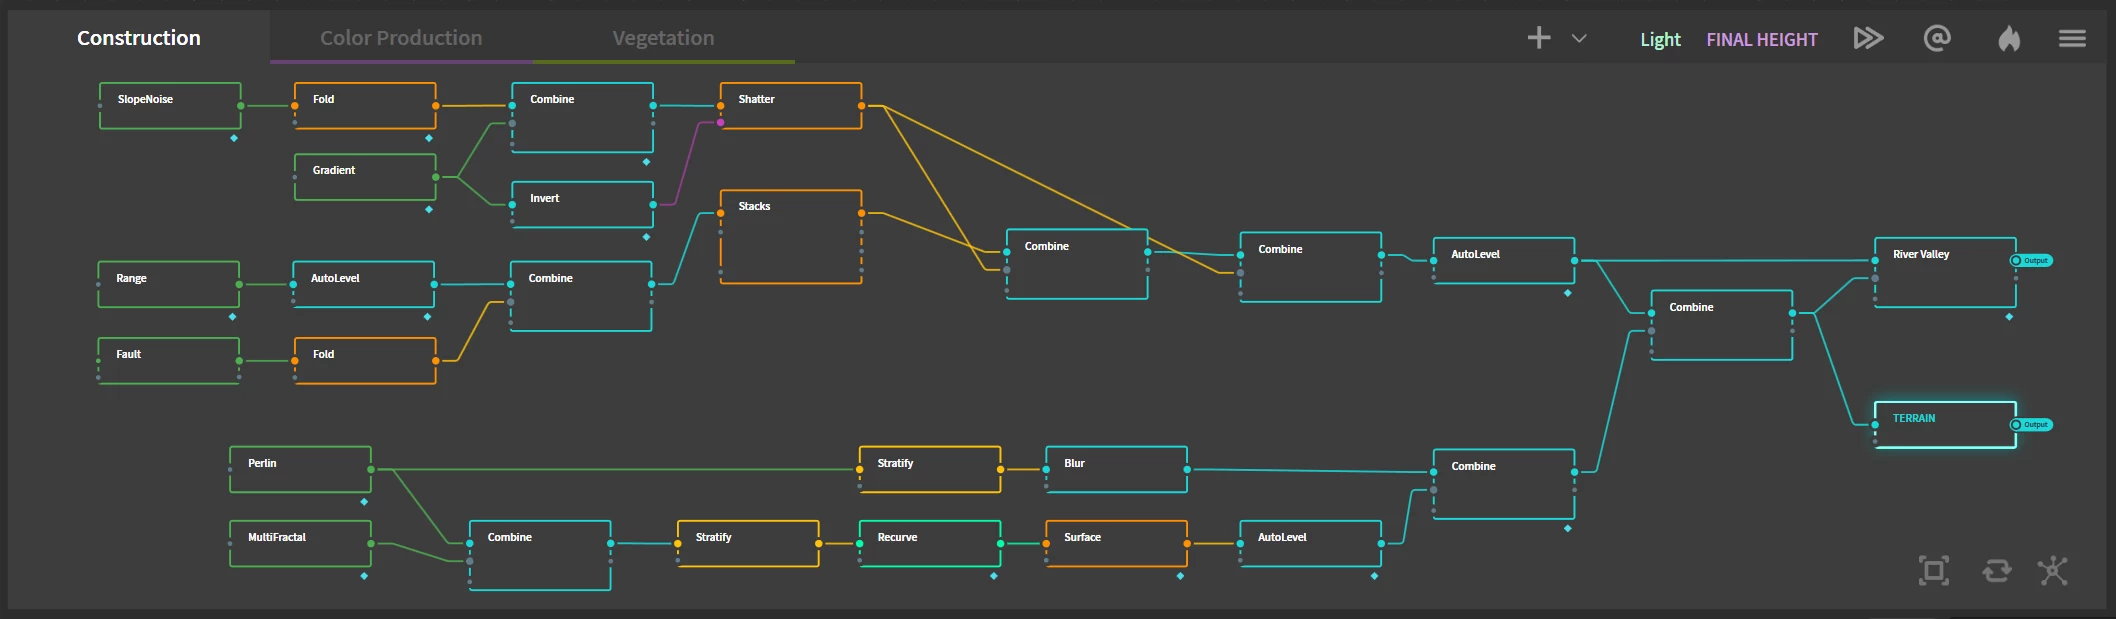 Construction
Color Production
Vegetation
Light
FINAL HEIGHT
SlopeNoise
Fold
Combine
Shatter
Gradient
Invert
Stacks
Combine
Combine
AutoLevel
River Valley
Output
Range
AutoLevel
Combine
Combine
Fault
Fold
TERRAIN
Output
Perlin
Stratify
Blur
Combine
MultiFractal
Combine
Stratify
Recurve
Surface
AutoLevel